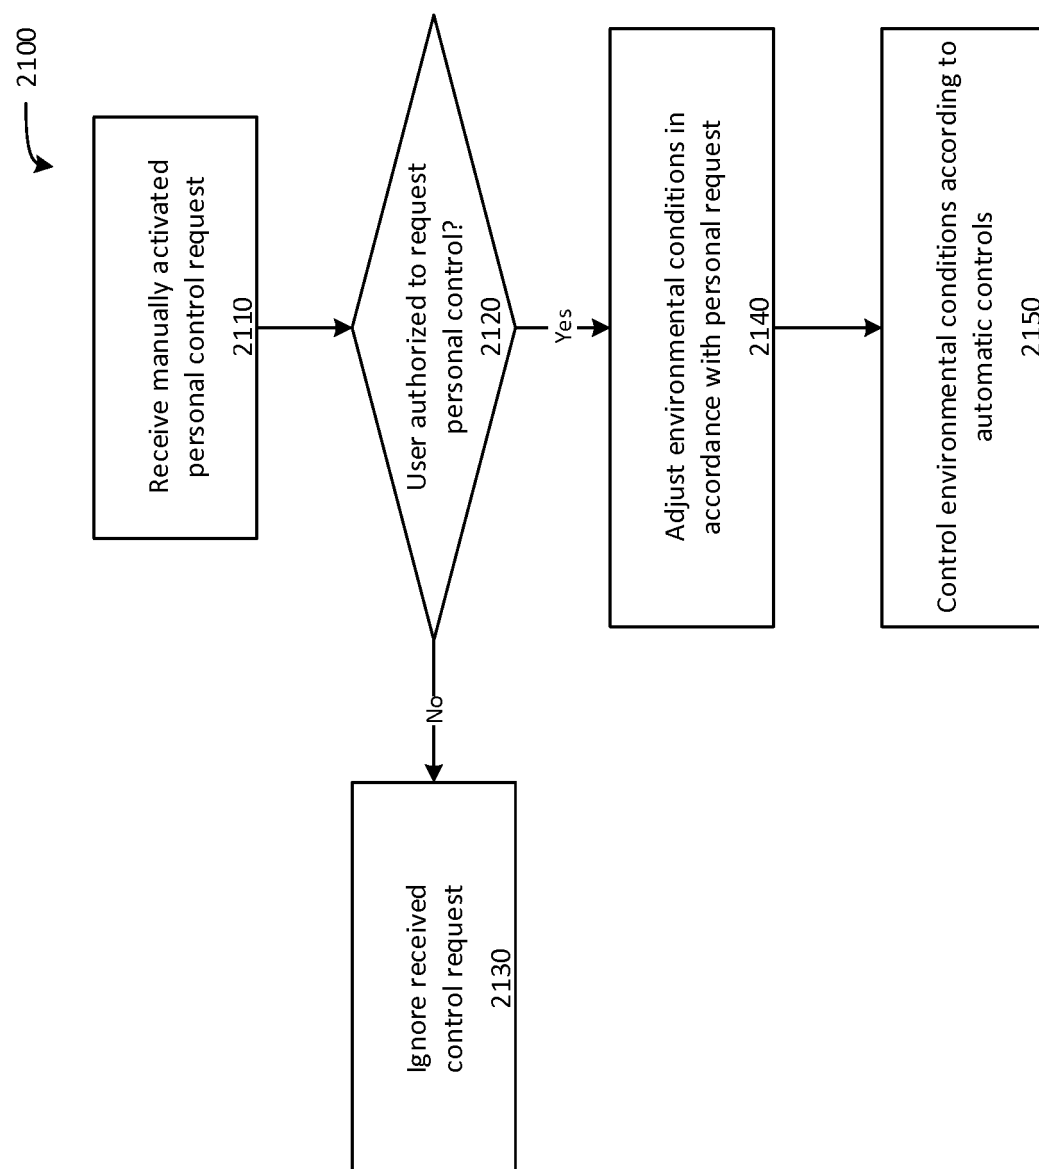 2100
Receive manually activated
personal control request
2110
User authorized to request
personal control?
2120
Yes
No
Ignore received
control request
2130
Adjust environmental conditions in
accordance with personal request
2140
Control environmental conditions according to
automatic controls
2150